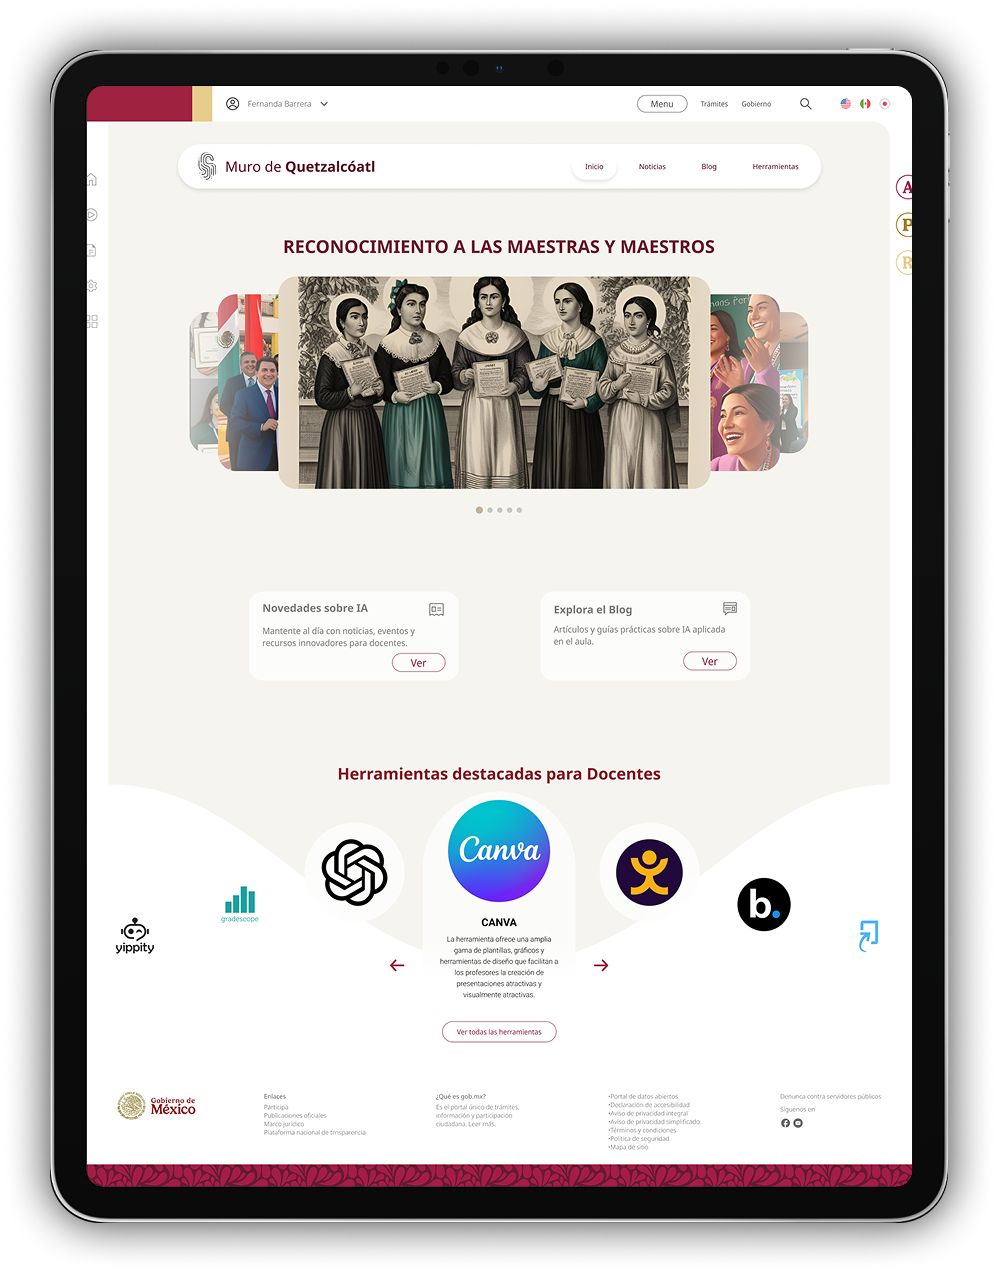 Fernanda Barrera
Menu
Trámites
Gobierno
Muro de Quetzalcóatl
Inicio
Noticias
Blog
Herramientas
A
P
R
RECONOCIMIENTO A LAS MAESTRAS Y MAESTROS
Novedades sobre IA
Mantente al día con noticias, eventos y
recursos innovadores para docentes.
Ver
Explora el Blog
Artículos y guías prácticas sobre IA aplicada
en el aula.
Ver
Herramientas destacadas para Docentes
yippity
gradescope
Canva
b.
CANVA
La herramienta ofrece una amplia
gama de plantillas, gráficos y
herramientas de diseño que facilitan a
los profesores la creación de
presentaciones atractivas y
visualmente atractivas.
Ver todas las herramientas
Gobierno de
México
Enlaces
Participa
Publicaciones oficiales
Marco jurídico
Plataforma nacional de trnsparencia
¿Qué es gob.mx?
Es el portal único de trámites,
información y participación
ciudadana. Leer más.
•Portal de datos abiertos
•Declaración de accesibilidad
•Aviso de privacidad integral
•Aviso de privacidad simplificado
•Términos y condiciones
•Política de seguridad
•Mapa de sitio
Denunca contra servidores públicos
Síguenos en